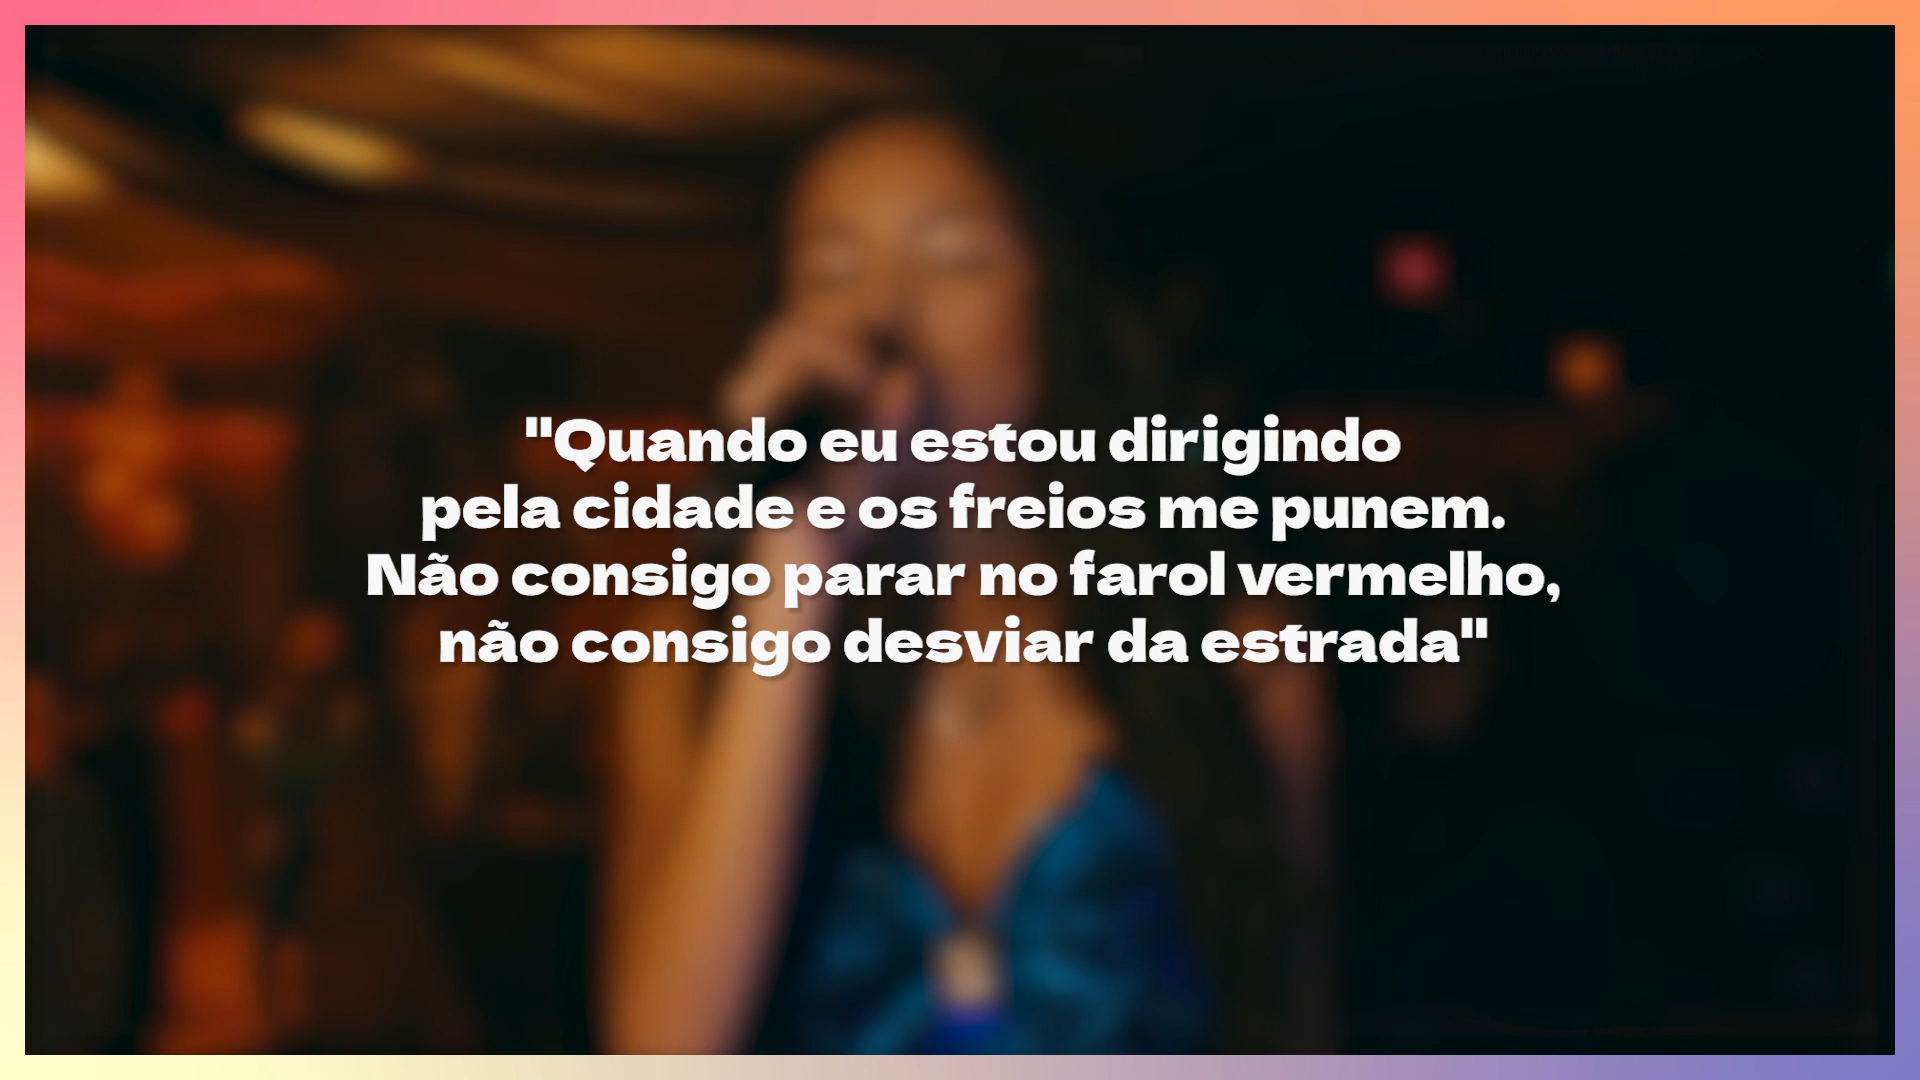 "Quando eu estou dirigindo
pela cidade e os freios me punem.
Não consigo parar no farol vermelho,
não consigo desviar da estrada"